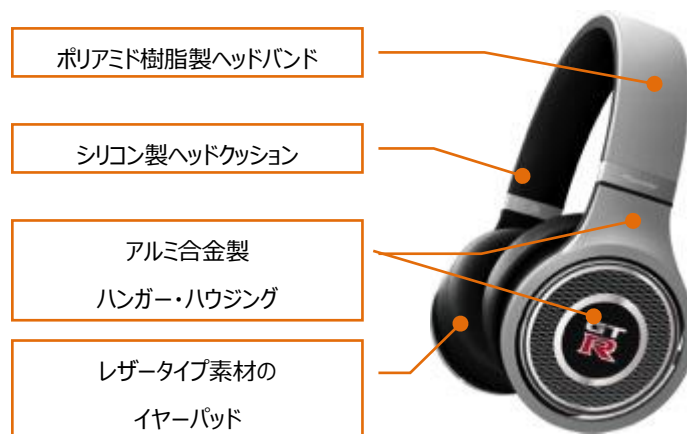 ポリアミド樹脂製ヘッドバンド
シリコン製ヘッドクッション
アルミ合金製
ハンガー・ハウジング
レザータイプ素材の
イヤーパッド
GT
R